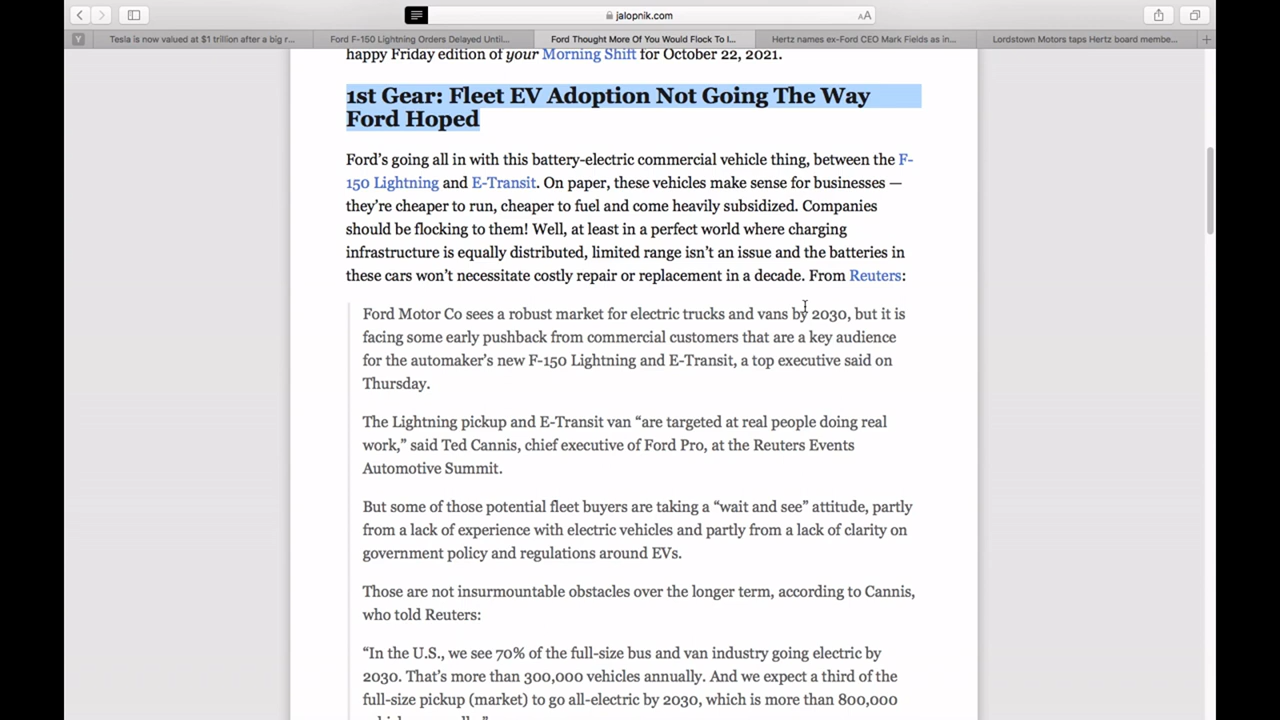 jalopnik.com
AA
Y
Tesla is now valued at $1 trillion after a big r...
Ford F-150 Lightning Orders Delayed Until...
Ford Thought More Of You Would Flock To I...
Hertz names ex-Ford CEO Mark Fields as in...
Lordstown Motors taps Hertz board membe...
happy Friday edition of your Morning Shift for October 22, 2021.
1st Gear: Fleet EV Adoption Not Going The Way
Ford Hoped
Ford’s going all in with this battery-electric commercial vehicle thing, between the F-
150 Lightning and E-Transit. On paper, these vehicles make sense for businesses —
they’re cheaper to run, cheaper to fuel and come heavily subsidized. Companies
should be flocking to them! Well, at least in a perfect world where charging
infrastructure is equally distributed, limited range isn’t an issue and the batteries in
these cars won’t necessitate costly repair or replacement in a decade. From Reuters:
Ford Motor Co sees a robust market for electric trucks and vans by 2030, but it is
facing some early pushback from commercial customers that are a key audience
for the automaker’s new F-150 Lightning and E-Transit, a top executive said on
Thursday.
The Lightning pickup and E-Transit van “are targeted at real people doing real
work,” said Ted Cannis, chief executive of Ford Pro, at the Reuters Events
Automotive Summit.
But some of those potential fleet buyers are taking a “wait and see” attitude, partly
from a lack of experience with electric vehicles and partly from a lack of clarity on
government policy and regulations around EVs.
Those are not insurmountable obstacles over the longer term, according to Cannis,
who told Reuters:
“In the U.S., we see 70% of the full-size bus and van industry going electric by
2030. That’s more than 300,000 vehicles annually. And we expect a third of the
full-size pickup (market) to go all-electric by 2030, which is more than 800,000